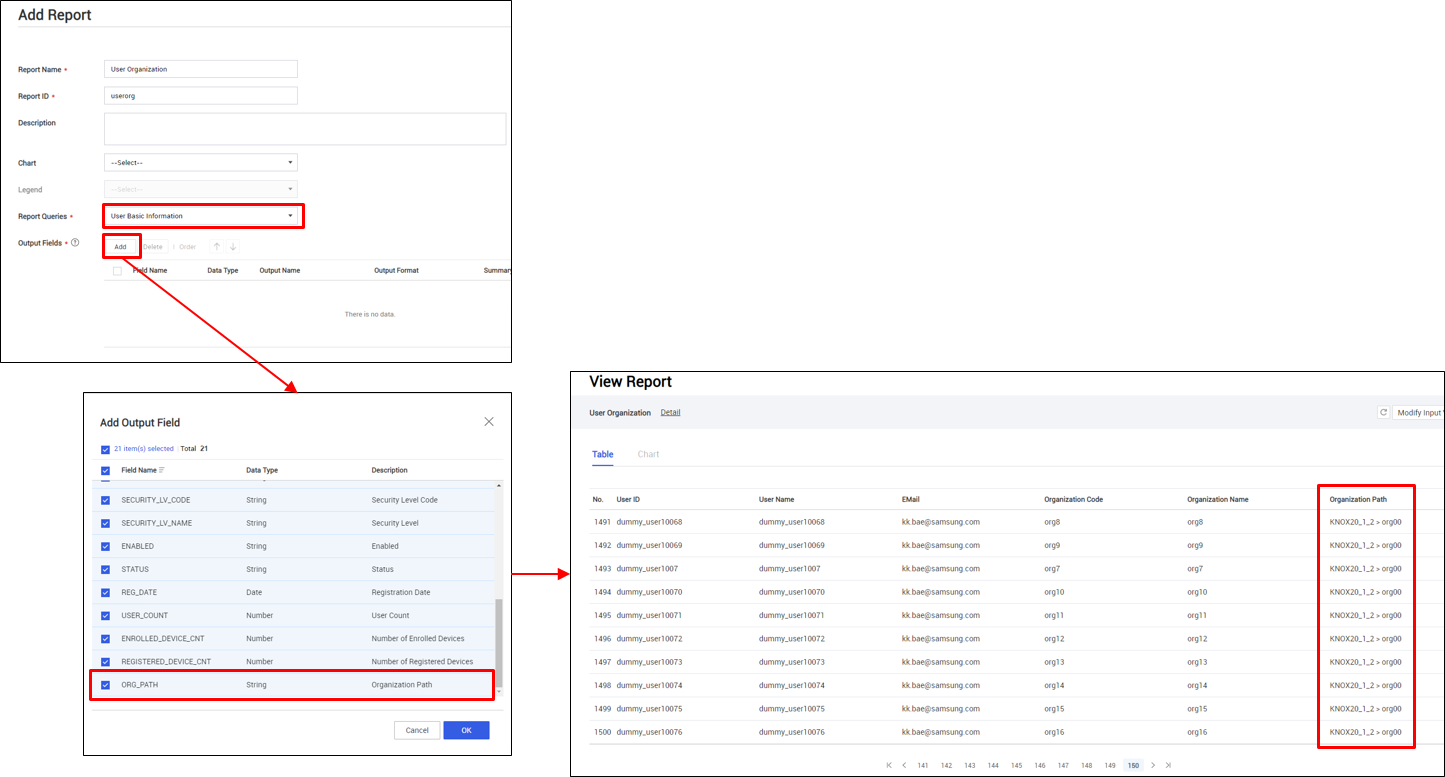 Add Report
Report Name *
User Organization
Report ID *
userorg
Description
Chart
--Select--
Legend
--Select--
Report Queries *
User Basic Information
Output Fields * ?
Add Delete | Order
Field Name Data Type Output Name Output Format Summary
There is no data.
Add Output Field
21 item(s) selected | Total 21
Field Name Data Type Description
SECURITY_LV_CODE String Security Level Code
SECURITY_LV_NAME String Security Level
ENABLED String Enabled
STATUS String Status
REG_DATE Date Registration Date
USER_COUNT Number User Count
ENROLLED_DEVICE_CNT Number Number of Enrolled Devices
REGISTERED_DEVICE_CNT Number Number of Registered Devices
ORG_PATH String Organization Path
Cancel OK
View Report
User Organization Detail
Modify Input
Table Chart
No. User ID User Name EMail Organization Code Organization Name Organization Path
1491 dummy_user10068 dummy_user10068 kk.bae@samsung.com org8 org8 KNOX20_1_2 > org00
1492 dummy_user10069 dummy_user10069 kk.bae@samsung.com org9 org9 KNOX20_1_2 > org00
1493 dummy_user1007 dummy_user1007 kk.bae@samsung.com org7 org7 KNOX20_1_2 > org00
1494 dummy_user10070 dummy_user10070 kk.bae@samsung.com org10 org10 KNOX20_1_2 > org00
1495 dummy_user10071 dummy_user10071 kk.bae@samsung.com org11 org11 KNOX20_1_2 > org00
1496 dummy_user10072 dummy_user10072 kk.bae@samsung.com org12 org12 KNOX20_1_2 > org00
1497 dummy_user10073 dummy_user10073 kk.bae@samsung.com org13 org13 KNOX20_1_2 > org00
1498 dummy_user10074 dummy_user10074 kk.bae@samsung.com org14 org14 KNOX20_1_2 > org00
1499 dummy_user10075 dummy_user10075 kk.bae@samsung.com org15 org15 KNOX20_1_2 > org00
1500 dummy_user10076 dummy_user10076 kk.bae@samsung.com org16 org16 KNOX20_1_2 > org00
141 142 143 144 145 146 147 148 149 150